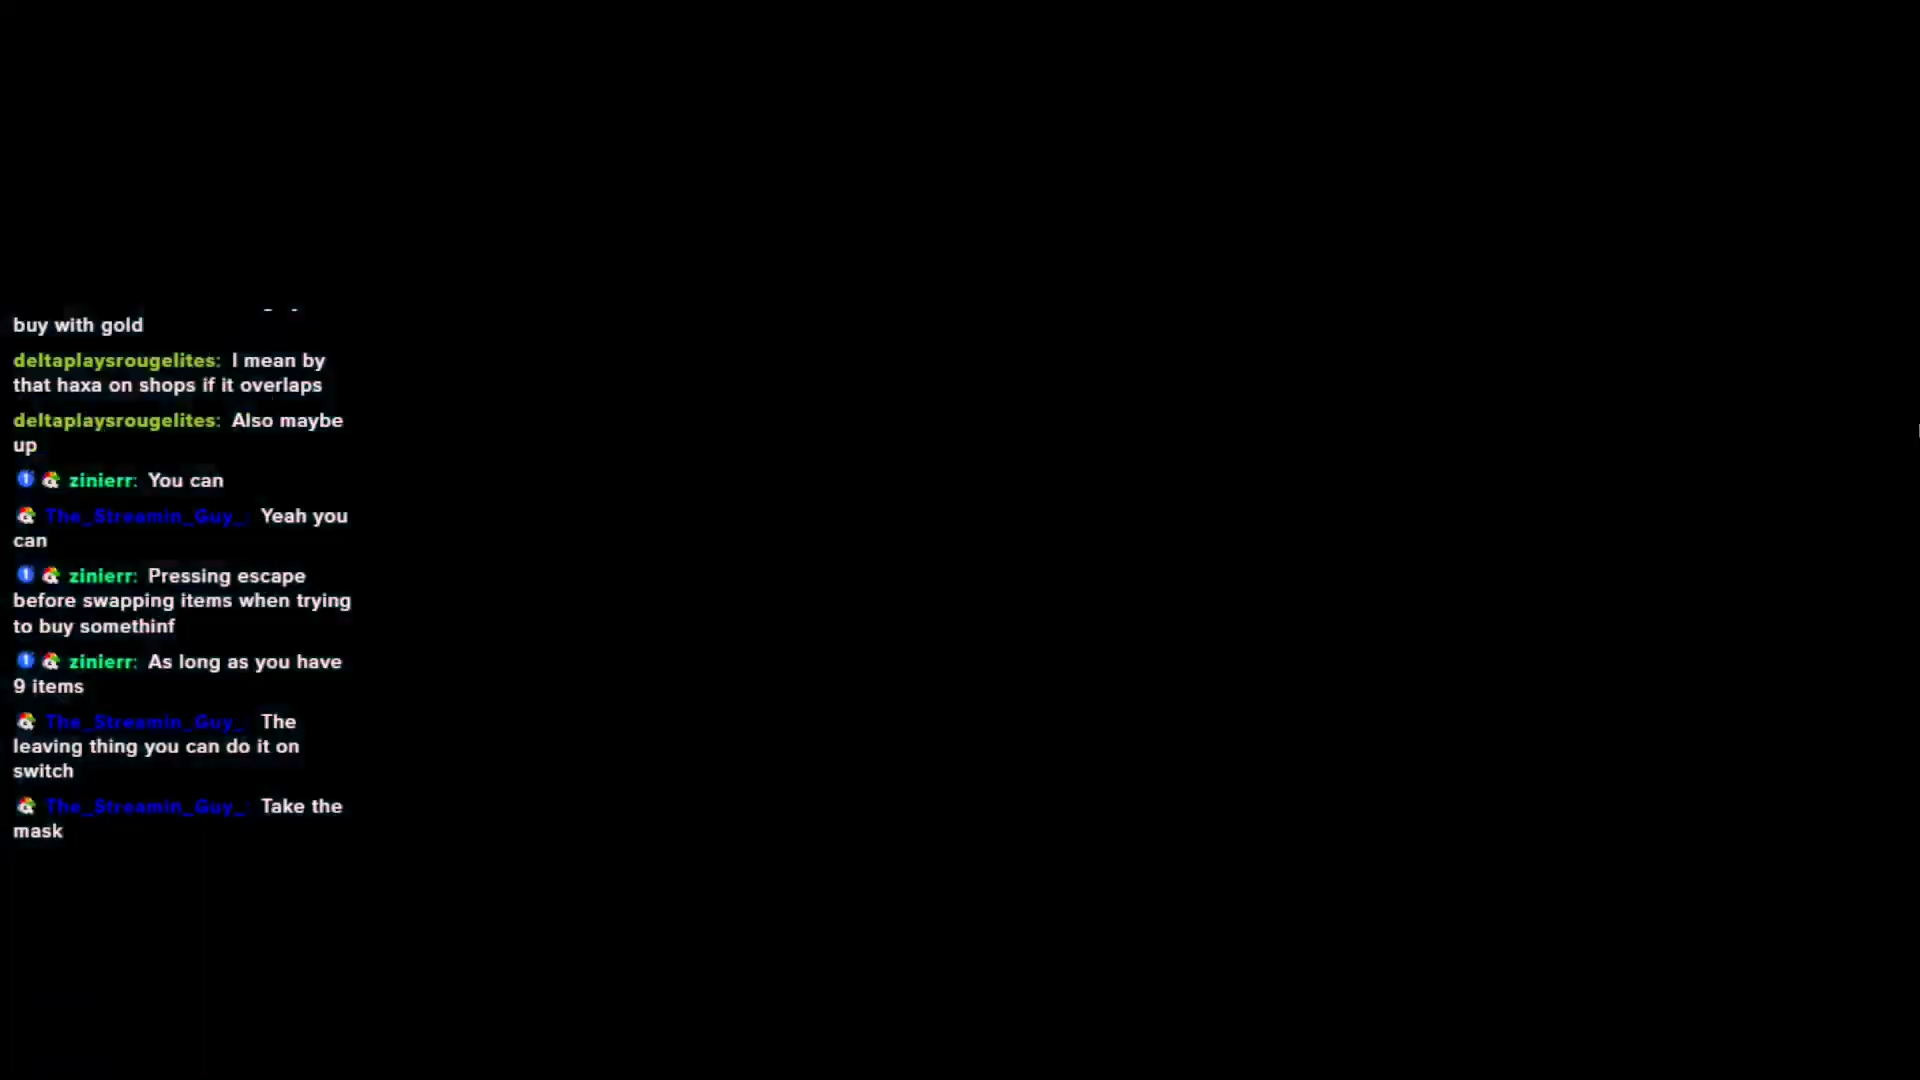 buy with gold
deltaplaysrougelites: I mean by
that haxa on shops if it overlaps
deltaplaysrougelites: Also maybe
up
zinierr: You can
The_Streamin_Guy_: Yeah you
can
zinierr: Pressing escape
before swapping items when trying
to buy somethinf
zinierr: As long as you have
9 items
The_Streamin_Guy_: The
leaving thing you can do it on
switch
The_Streamin_Guy_: Take the
mask